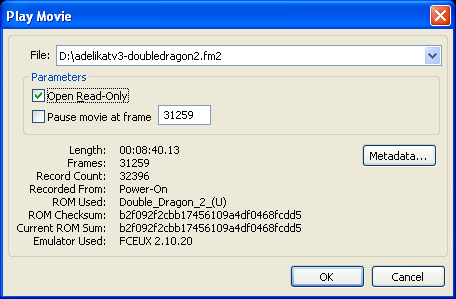 Play Movie
File: D:\adelikatv3-doubledragon2.fm2
Parameters
Open Read-Only
Pause movie at frame 31259
Length: 00:08:40.13
Frames: 31259
Record Count: 32396
Recorded From: Power-On
ROM Used: Double_Dragon_2_(U)
ROM Checksum: b2f092f2cbb17456109a4df0468fcdd5
Current ROM Sum: b2f092f2cbb17456109a4df0468fcdd5
Emulator Used: FCEUX 2.10.20
Metadata...
OK Cancel